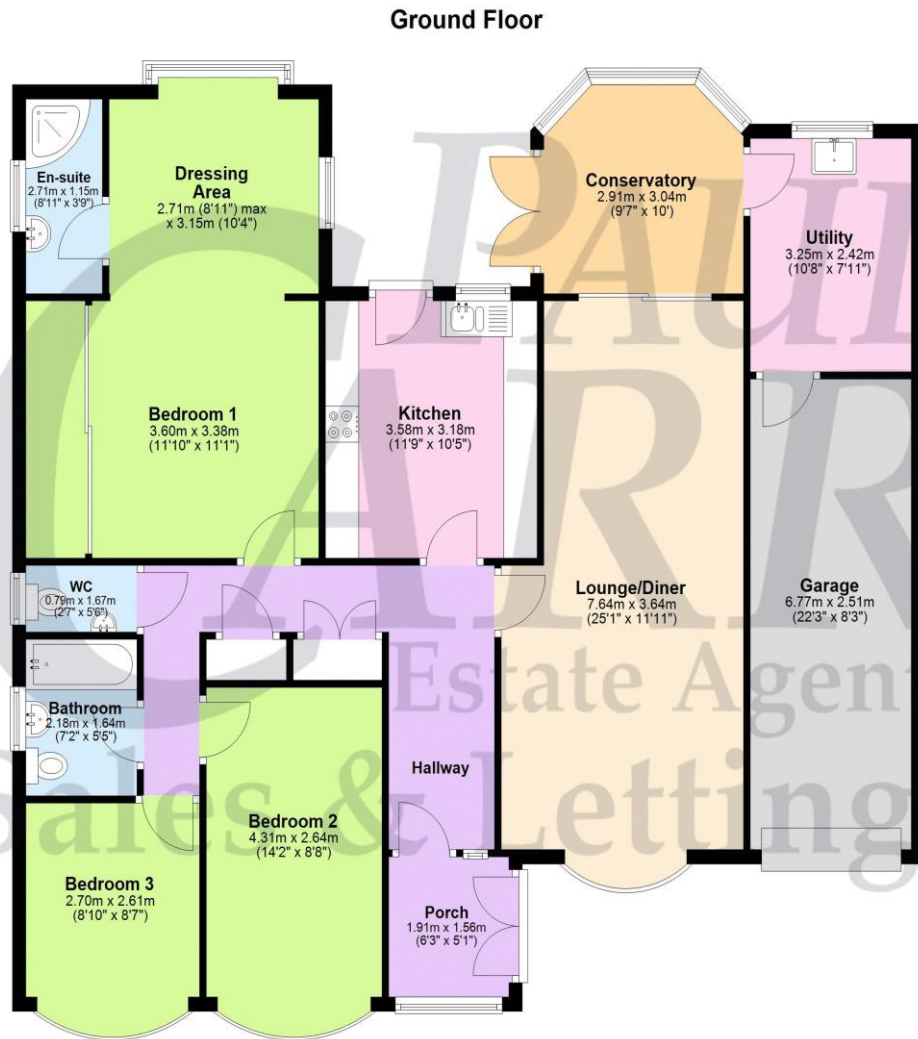 Ground Floor
En-suite
2.71m x 1.15m
(8'11" x 3'9")
Dressing
Area
2.71m (8'11") max
x 3.15m (10'4")
Conservatory
2.91m x 3.04m
(9'7" x 10')
Utility
3.25m x 2.42m
(10'8" x 7'11")
Bedroom 1
3.60m x 3.38m
(11'10" x 11'1")
Kitchen
3.58m x 3.18m
(11'9" x 10'5")
WC
0.79m x 1.67m
(2'7" x 5'6")
Lounge/Diner
7.64m x 3.64m
(25'1" x 11'11")
Garage
6.77m x 2.51m
(22'3" x 8'3")
Bathroom
2.18m x 1.64m
(7'2" x 5'5")
Hallway
Bedroom 2
4.31m x 2.64m
(14'2" x 8'8")
Bedroom 3
2.70m x 2.61m
(8'10" x 8'7")
Porch
1.91m x 1.56m
(6'3" x 5'1")
PAUL
CARR
Estate Agent
Sales & Letting